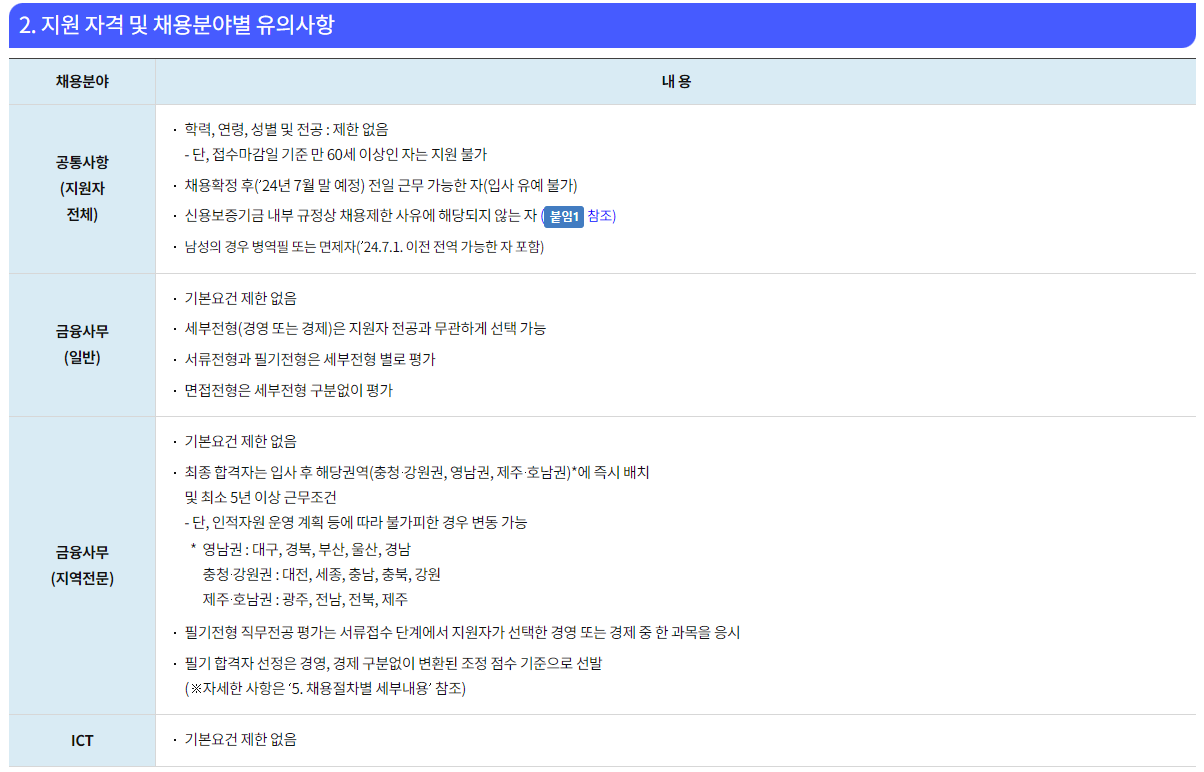 2. 지원 자격 및 채용분야별 유의사항
채용분야
내 용
공통사항
(지원자
전체)
· 학력, 연령, 성별 및 전공 : 제한 없음
- 단, 접수마감일 기준 만 60세 이상인 자는 지원 불가
· 채용확정 후(’24년 7월 말 예정) 전일 근무 가능한 자(입사 유예 불가)
· 신용보증기금 내부 규정상 채용제한 사유에 해당되지 않는 자 (붙임1 참조)
· 남성의 경우 병역필 또는 면제자(’24.7.1. 이전 전역 가능한 자 포함)
금융사무
(일반)
· 기본요건 제한 없음
· 세부전형(경영 또는 경제)은 지원자 전공과 무관하게 선택 가능
· 서류전형과 필기전형은 세부전형 별로 평가
· 면접전형은 세부전형 구분없이 평가
금융사무
(지역전문)
· 기본요건 제한 없음
· 최종 합격자는 입사 후 해당권역(충청·강원권, 영남권, 제주·호남권)*에 즉시 배치
및 최소 5년 이상 근무조건
- 단, 인적자원 운영 계획 등에 따라 불가피한 경우 변동 가능
* 영남권 : 대구, 경북, 부산, 울산, 경남
충청·강원권 : 대전, 세종, 충남, 충북, 강원
제주·호남권 : 광주, 전남, 전북, 제주
· 필기전형 직무전공 평가는 서류접수 단계에서 지원자가 선택한 경영 또는 경제 중 한 과목을 응시
· 필기 합격자 선정은 경영, 경제 구분없이 변환된 조정 점수 기준으로 선발
(※자세한 사항은 ‘5. 채용절차별 세부내용’ 참조)
ICT
· 기본요건 제한 없음